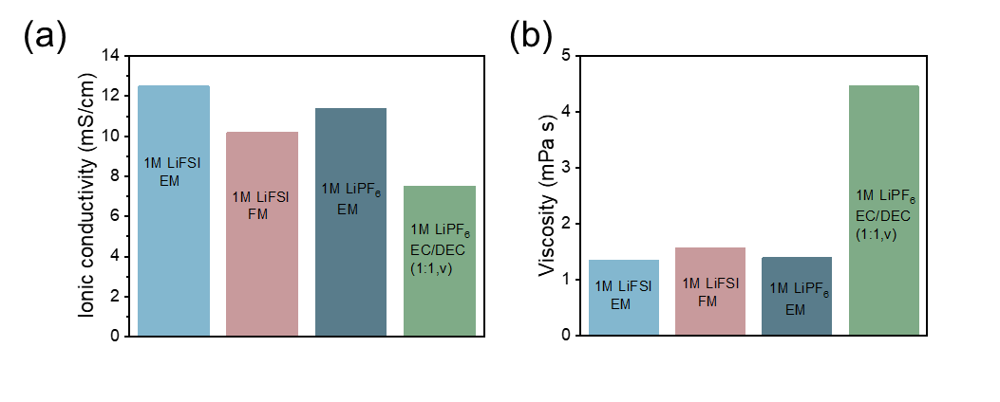 (a)
Ionic conductivity (mS/cm)
14
12
10
8
6
4
2
0
1M LiFSI
EM
1M LiFSI
FM
1M LiPF₆
EM
1M LiPF₆
EC/DEC
(1:1,v)
(b)
Viscosity (mPa s)
5
4
3
2
1
0
1M LiFSI
EM
1M LiFSI
FM
1M LiPF₆
EM
1M LiPF₆
EC/DEC
(1:1,v)